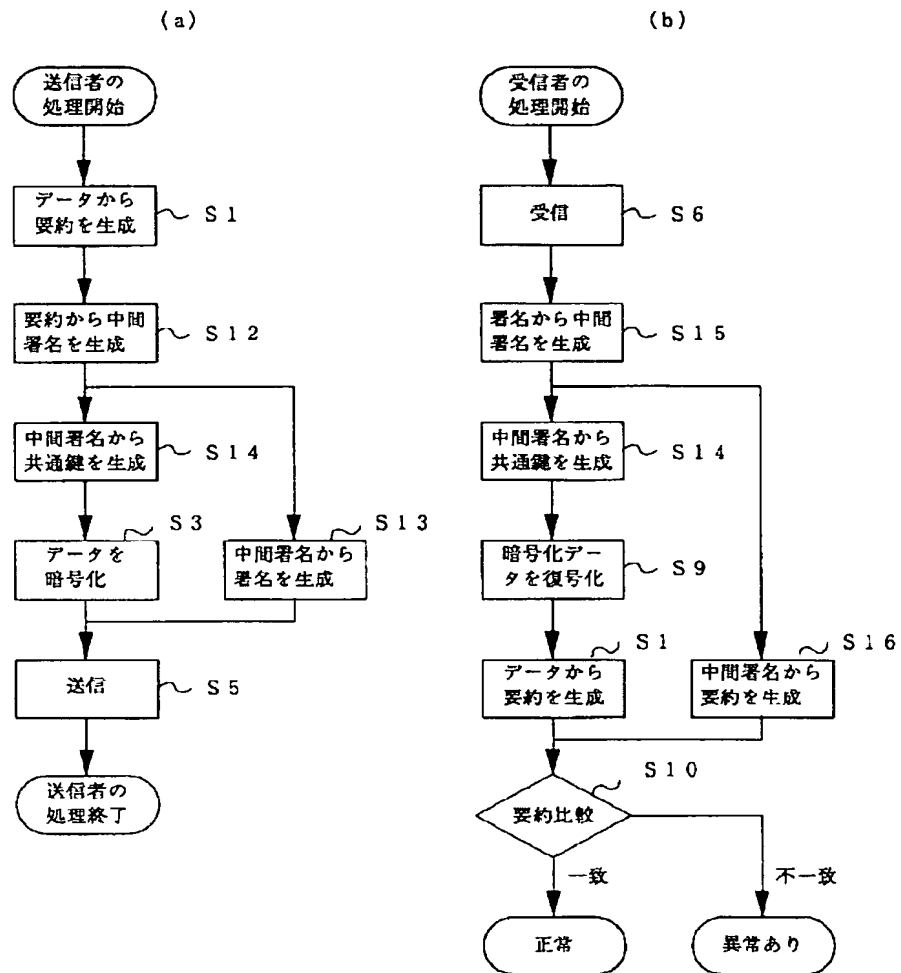 (a)
送信者の
処理開始
データから
要約を生成
S1
要約から中間
署名を生成
S12
中間署名から
共通鍵を生成
S14
データを
暗号化
S3
中間署名から
署名を生成
S13
送信
S5
送信者の
処理終了
(b)
受信者の
処理開始
受信
S6
署名から中間
署名を生成
S15
中間署名から
共通鍵を生成
S14
暗号化デー
タを復号化
S9
データから
要約を生成
S1
中間署名から
要約を生成
S16
要約比較
S10
一致
不一致
正常
異常あり